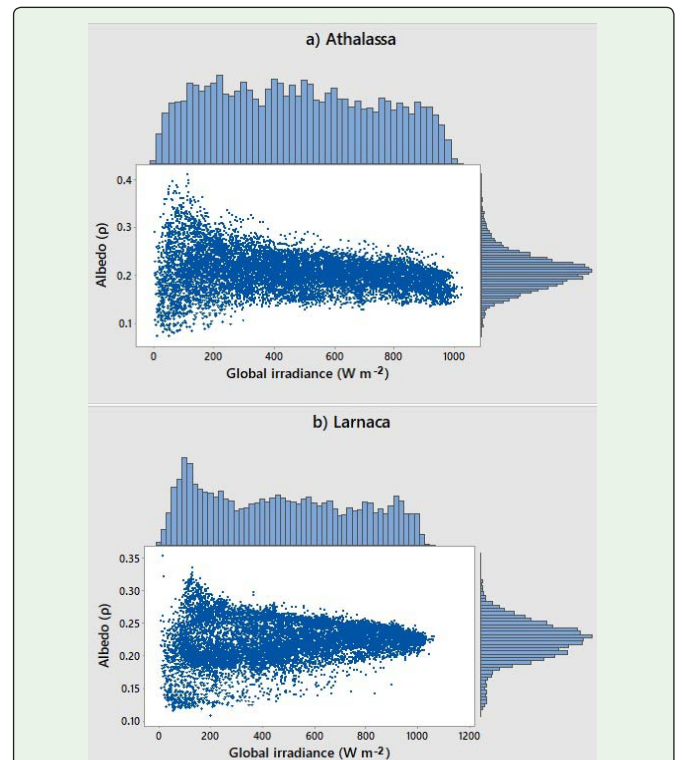 a) Athalassa
0.4
0.3
0.2
0.1
Albedo (ρ)
0 200 400 600 800 1000
Global irradiance (W m⁻²)
b) Larnaca
0.35
0.30
0.25
0.20
0.15
0.10
Albedo (ρ)
0 200 400 600 800 1000 1200
Global irradiance (W m⁻²)